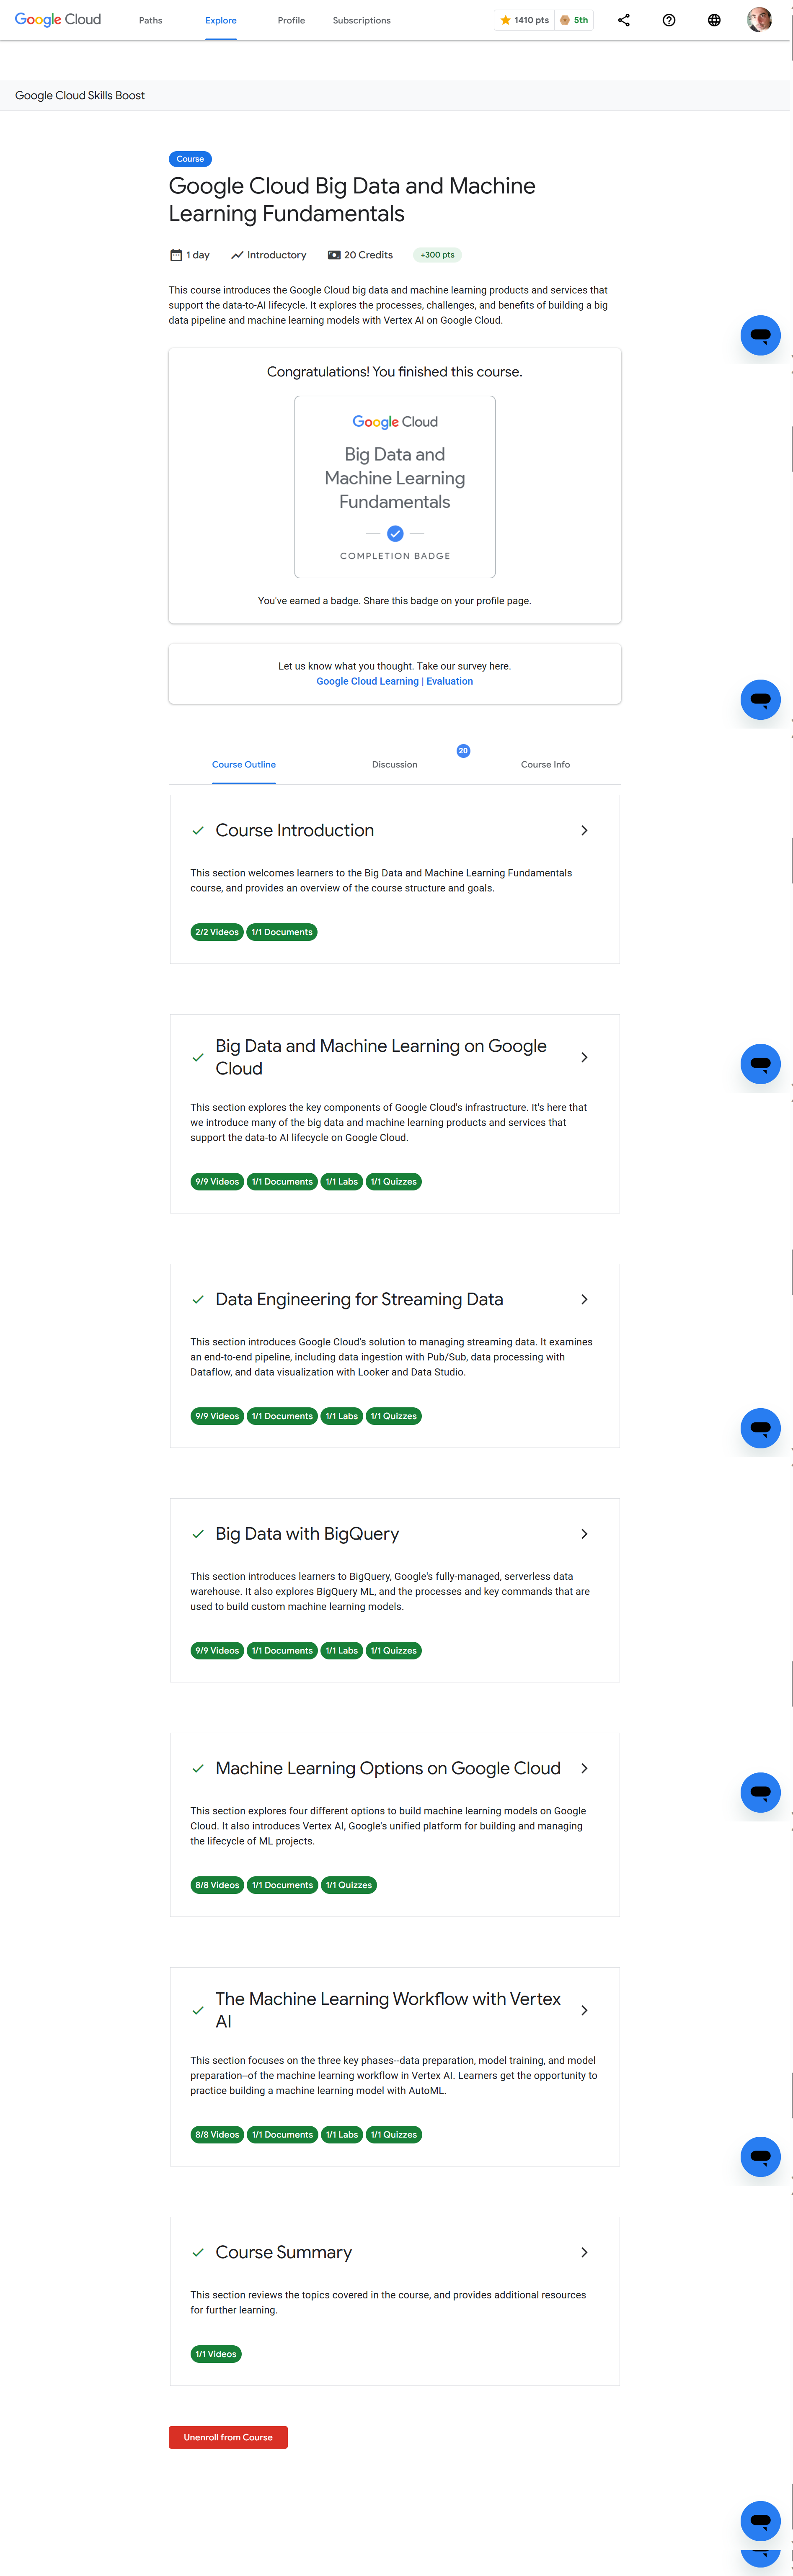 Google Cloud
Paths
Explore
Profile
Subscriptions
1410 pts
5th
Google Cloud Skills Boost
Course
Google Cloud Big Data and Machine
Learning Fundamentals
1 day
Introductory
20 Credits
+300 pts
This course introduces the Google Cloud big data and machine learning products and services that
support the data-to-AI lifecycle. It explores the processes, challenges, and benefits of building a big
data pipeline and machine learning models with Vertex AI on Google Cloud.
Congratulations! You finished this course.
Google Cloud
Big Data and
Machine Learning
Fundamentals
COMPLETION BADGE
You've earned a badge. Share this badge on your profile page.
Let us know what you thought. Take our survey here.
Google Cloud Learning | Evaluation
Course Outline
Discussion
20
Course Info
Course Introduction
This section welcomes learners to the Big Data and Machine Learning Fundamentals
course, and provides an overview of the course structure and goals.
2/2 Videos 1/1 Documents
Big Data and Machine Learning on Google
Cloud
This section explores the key components of Google Cloud's infrastructure. It's here that
we introduce many of the big data and machine learning products and services that
support the data-to AI lifecycle on Google Cloud.
9/9 Videos 1/1 Documents 1/1 Labs 1/1 Quizzes
Data Engineering for Streaming Data
This section introduces Google Cloud's solution to managing streaming data. It examines
an end-to-end pipeline, including data ingestion with Pub/Sub, data processing with
Dataflow, and data visualization with Looker and Data Studio.
9/9 Videos 1/1 Documents 1/1 Labs 1/1 Quizzes
Big Data with BigQuery
This section introduces learners to BigQuery, Google's fully-managed, serverless data
warehouse. It also explores BigQuery ML, and the processes and key commands that are
used to build custom machine learning models.
9/9 Videos 1/1 Documents 1/1 Labs 1/1 Quizzes
Machine Learning Options on Google Cloud
This section explores four different options to build machine learning models on Google
Cloud. It also introduces Vertex AI, Google's unified platform for building and managing
the lifecycle of ML projects.
8/8 Videos 1/1 Documents 1/1 Quizzes
The Machine Learning Workflow with Vertex
AI
This section focuses on the three key phases--data preparation, model training, and model
preparation--of the machine learning workflow in Vertex AI. Learners get the opportunity to
practice building a machine learning model with AutoML.
8/8 Videos 1/1 Documents 1/1 Labs 1/1 Quizzes
Course Summary
This section reviews the topics covered in the course, and provides additional resources
for further learning.
1/1 Videos
Unenroll from Course